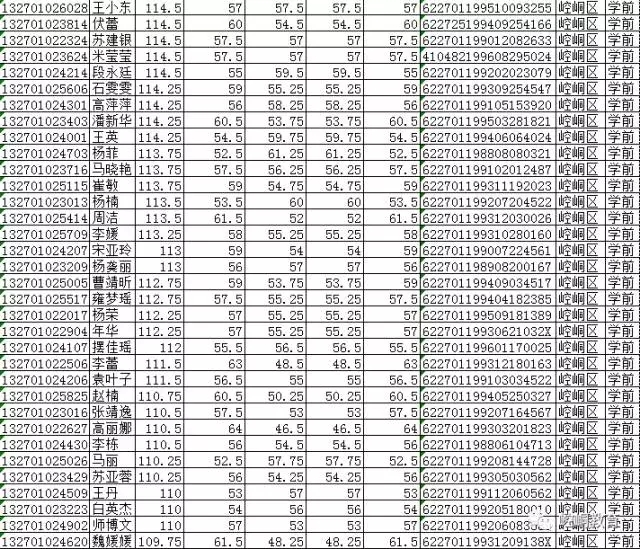 132701026028 王小东 114.5 57 57.5 57.5 57 622701199510093255 崆峒区 学前
132701023814 伏蕾 114.5 60 54.5 54.5 60 622725199409254166 崆峒区 学前
132701022324 苏建银 114.5 57.5 57 57 57.5 622701199012082633 崆峒区 学前
132701023624 米莹莹 114.5 57.5 57 57 57.5 410482199608295024 崆峒区 学前
132701024214 段永廷 114.5 55 59.5 59.5 55 622701199202023079 崆峒区 学前
132701025606 石雯雯 114.25 59 55.25 55.25 59 622701199309254547 崆峒区 学前
132701024301 高萍萍 114.25 56 58.25 58.25 56 622701199105153920 崆峒区 学前
132701023403 潘新华 114.25 60.5 53.75 53.75 60.5 622701199503281821 崆峒区 学前
132701024001 王英 114.25 54.5 59.75 59.75 54.5 622701199406064024 崆峒区 学前
132701024703 杨菲 113.75 52.5 61.25 61.25 52.5 622701198808080321 崆峒区 学前
132701023716 马晓艳 113.75 57.5 56.25 56.25 57.5 622701199102012487 崆峒区 学前
132701025115 崔敏 113.75 59 54.75 54.75 59 622701199311192023 崆峒区 学前
132701023013 杨楠 113.5 53.5 60 60 53.5 622701199207204522 崆峒区 学前
132701025414 周洁 113.5 61.5 52 52 61.5 622701199312030026 崆峒区 学前
132701025709 李媛 113.25 58 55.25 55.25 58 622701199310280160 崆峒区 学前
132701024207 宋亚玲 113 59 54 54 59 622701199007224561 崆峒区 学前
132701023209 杨龚丽 113 56 57 57 56 622701198908200167 崆峒区 学前
132701025005 曹靖昕 112.75 59 53.75 53.75 59 622701199409034517 崆峒区 学前
132701025517 雍梦瑶 112.75 57.5 55.25 55.25 57.5 622701199404182385 崆峒区 学前
132701022017 杨荣 112.25 57 55.25 55.25 57 622701199509181389 崆峒区 学前
132701022904 年华 112.25 57 55.25 55.25 57 62270119930621032X 崆峒区 学前
132701024107 摆佳瑶 112 55.5 56.5 56.5 55.5 622701199601170025 崆峒区 学前
132701022506 李蕾 111.5 63 48.5 48.5 63 622701199312180163 崆峒区 学前
132701024206 袁叶子 111.5 56.5 55 55 56.5 622701199103034522 崆峒区 学前
132701025825 赵楠 110.75 60.5 50.25 50.25 60.5 622701199405250327 崆峒区 学前
132701023016 张靖逸 110.5 57.5 53 53 57.5 622701199207164567 崆峒区 学前
132701022627 高丽娜 110.5 64 46.5 46.5 64 622701199303201823 崆峒区 学前
132701024430 李栋 110.5 56 54.5 54.5 56 622701198806104713 崆峒区 学前
132701025026 马丽 110.25 52.5 57.75 57.75 52.5 622701199208144728 崆峒区 学前
132701023429 苏亚蓉 110.25 56 54.25 54.25 56 622701199305030562 崆峒区 学前
132701024509 王丹 110 53 57 57 53 622701199112060562 崆峒区 学前
132701023223 白英杰 110 54 56 56 54 622701199205180010 崆峒区 学前
132701024902 师博文 110 57 53 53 57 崆峒区 学前
132701024620 魏媛媛 109.75 61.5 48.25 48.25 61.5 62270119931209138X 崆峒区 学前